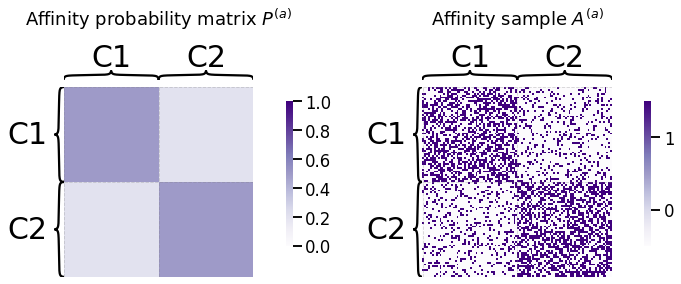 Affinity probability matrix P^(a)
C1 C2
C1
C2
1.0
0.8
0.6
0.4
0.2
0.0
Affinity sample A^(a)
C1 C2
C1
C2
1
0